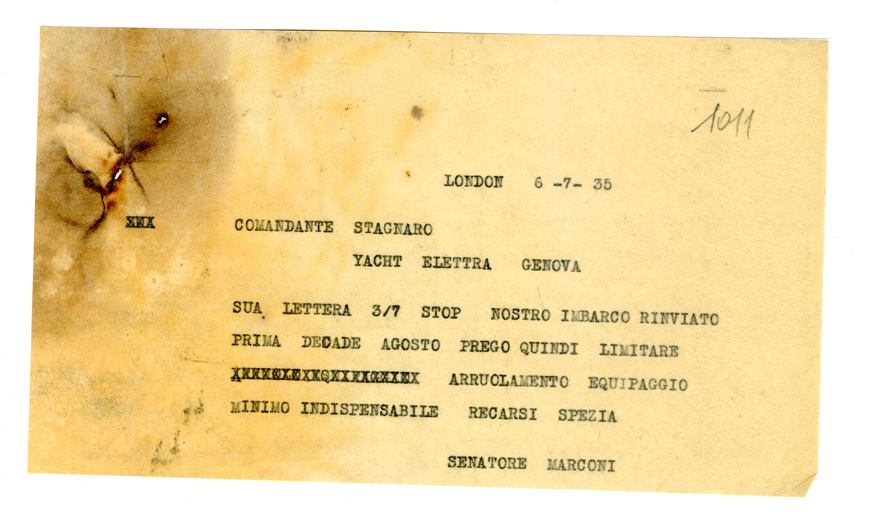 1011
LONDON 6 -7- 35
COMANDANTE STAGNARO
YACHT ELETTRA GENOVA
SUA LETTERA 3/7 STOP NOSTRO IMBARCO RINVIATO
PRIMA DECADE AGOSTO PREGO QUINDI LIMITARE
ARRUOLAMENTO EQUIPAGGIO
MINIMO INDISPENSABILE RECARSI SPEZIA
SENATORE MARCONI